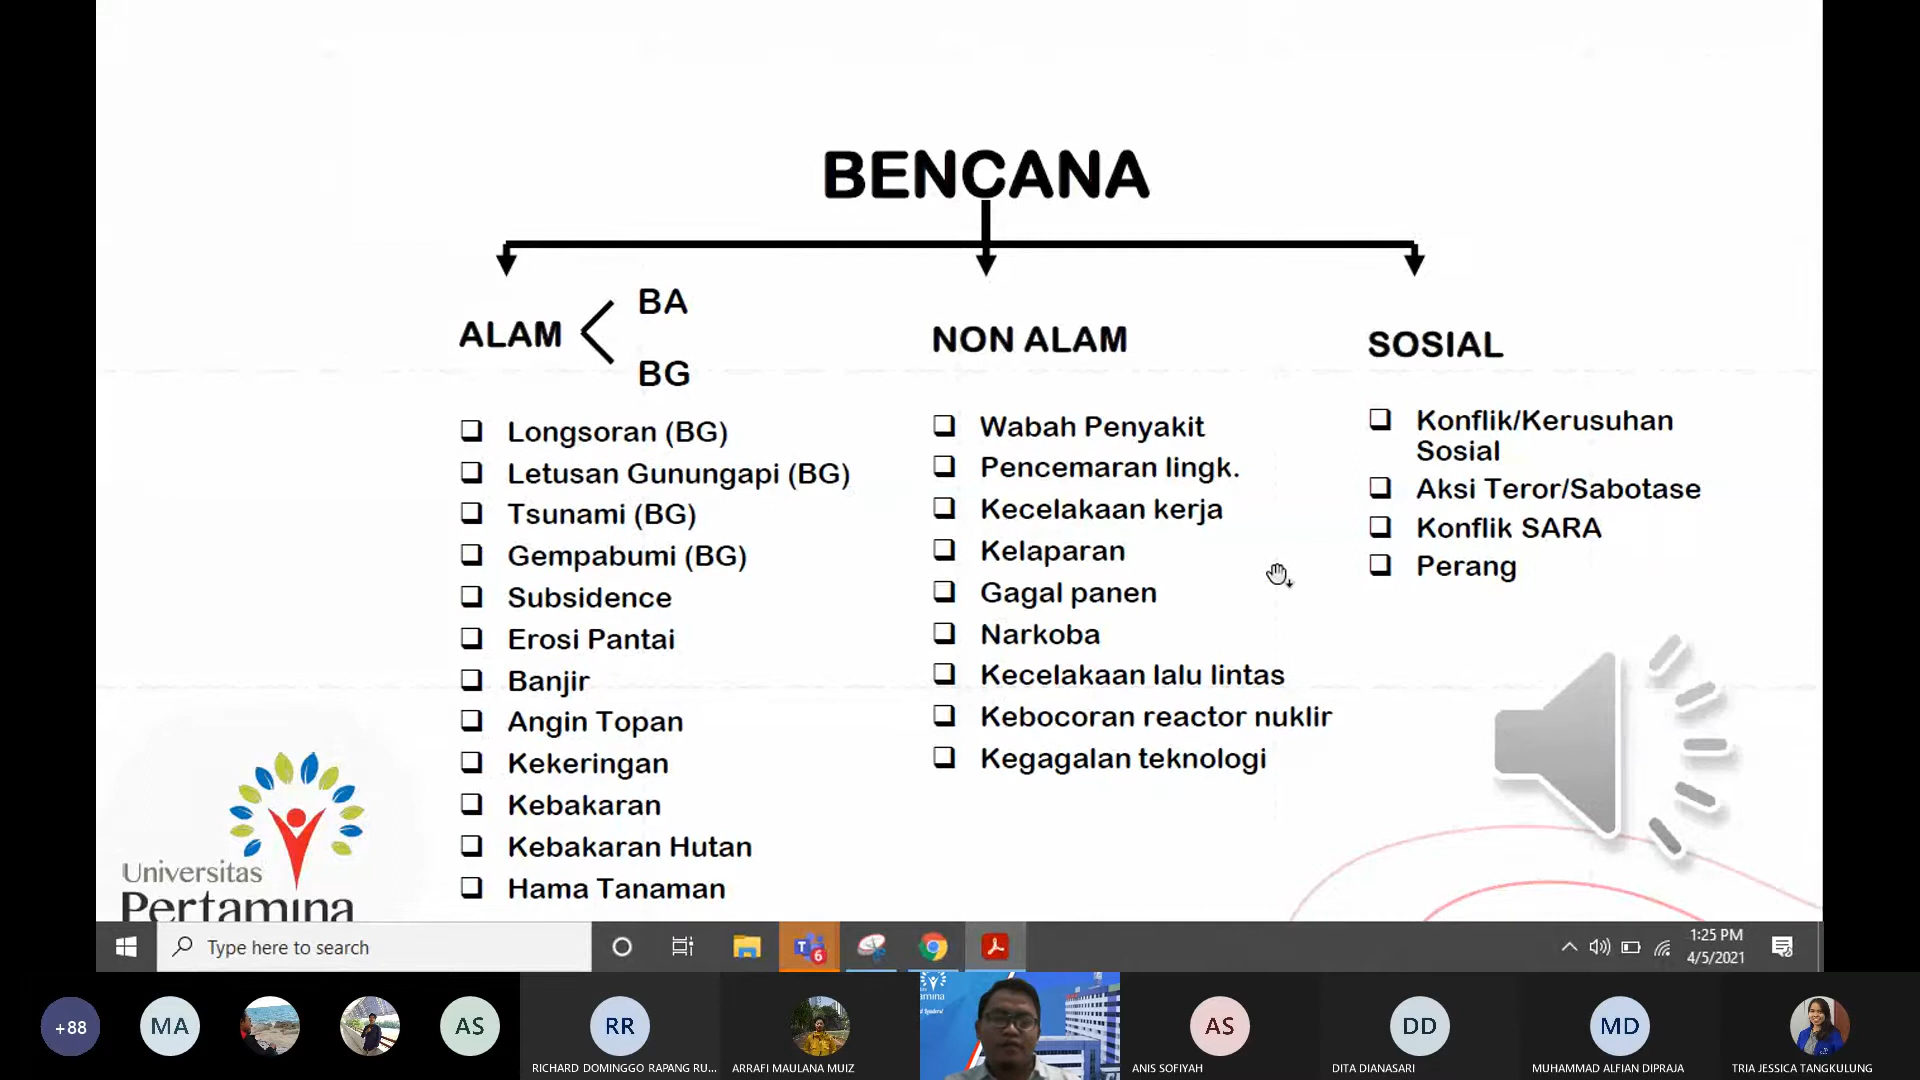 BENCANA
ALAM
BA
BG
❑ Longsoran (BG)
❑ Letusan Gunungapi (BG)
❑ Tsunami (BG)
❑ Gempabumi (BG)
❑ Subsidence
❑ Erosi Pantai
❑ Banjir
❑ Angin Topan
❑ Kekeringan
❑ Kebakaran
❑ Kebakaran Hutan
❑ Hama Tanaman
NON ALAM
❑ Wabah Penyakit
❑ Pencemaran lingk.
❑ Kecelakaan kerja
❑ Kelaparan
❑ Gagal panen
❑ Narkoba
❑ Kecelakaan lalu lintas
❑ Kebocoran reactor nuklir
❑ Kegagalan teknologi
SOSIAL
❑ Konflik/Kerusuhan
Sosial
❑ Aksi Teror/Sabotase
❑ Konflik SARA
❑ Perang
Universitas
Pertamina
Type here to search
T
6
1:25 PM
4/5/2021
+88
MA
AS
RR
RICHARD DOMINGGO RAPANG RU...
ARRAFI MAULANA MUIZ
AS
ANIS SOFIYAH
DD
DITA DIANASARI
MD
MUHAMMAD ALFIAN DIPRAJA
TRIA JESSICA TANGKULUNG